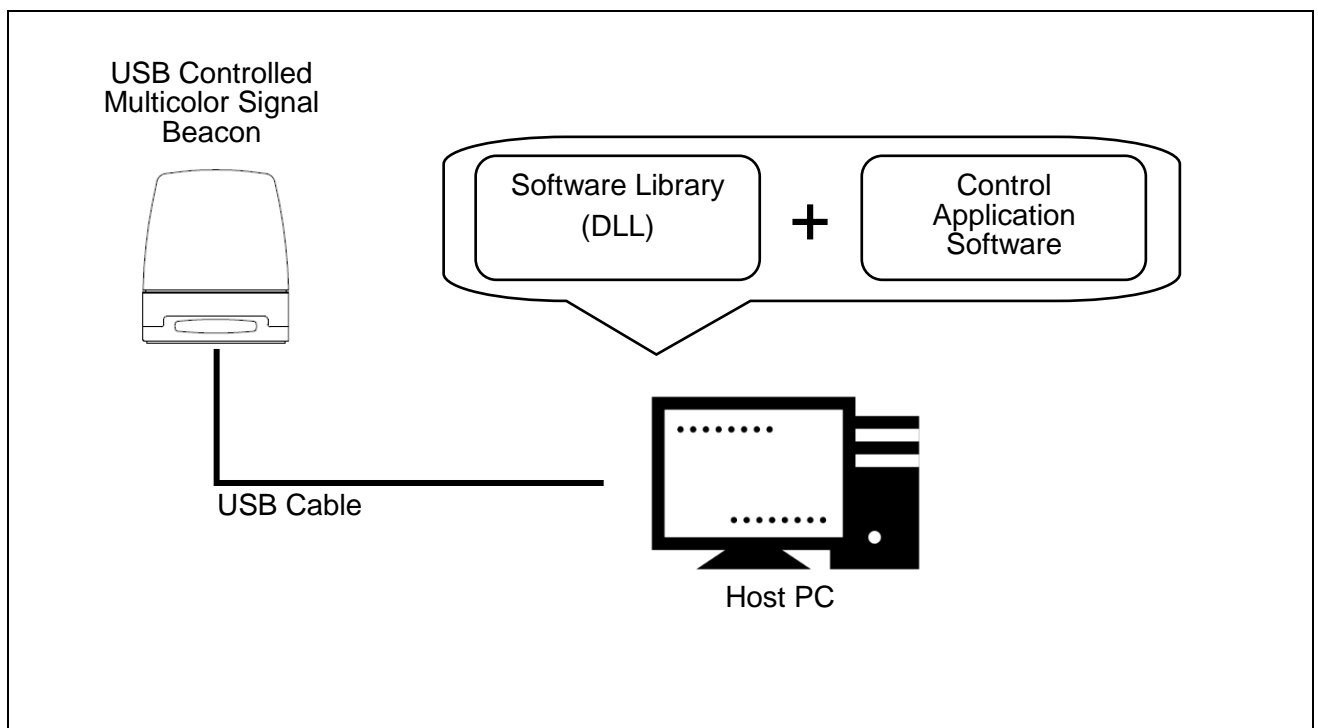 USB Controlled
Multicolor Signal
Beacon
Software Library
(DLL)
+
Control
Application
Software
USB Cable
Host PC